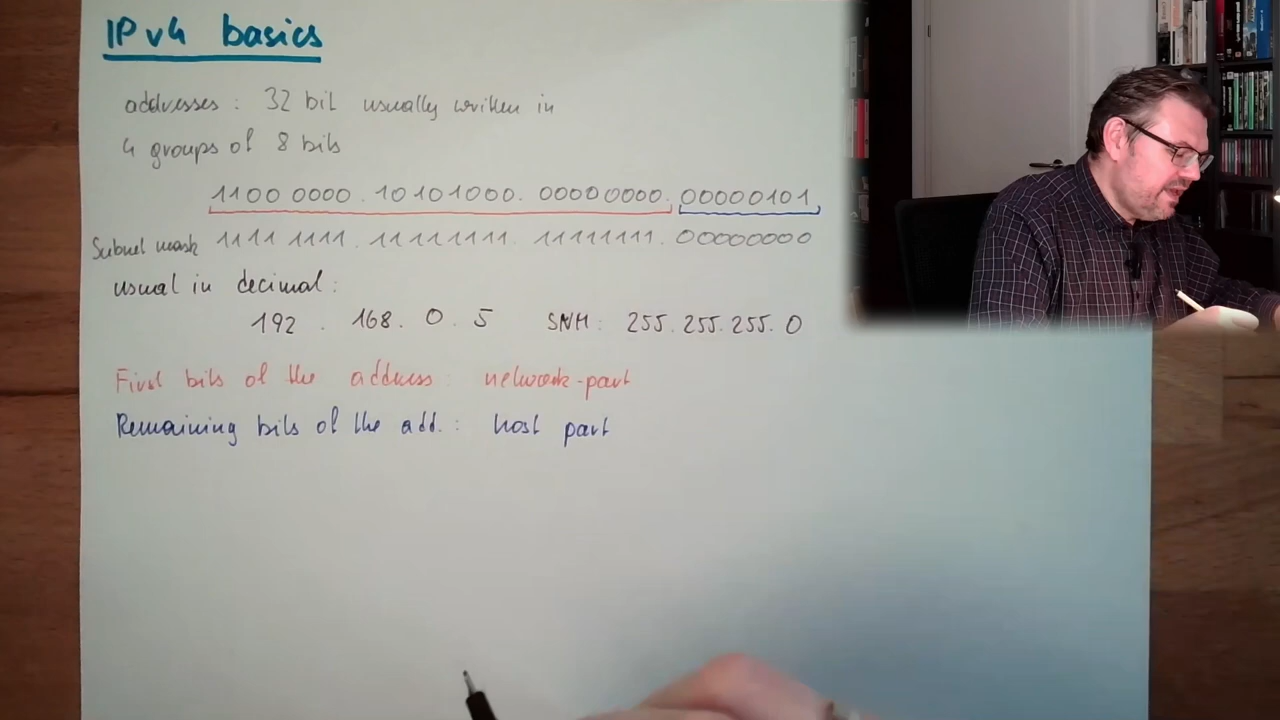 IPv4 basics
addresses: 32 bit usually written in
4 groups of 8 bits
1100 0000 . 10101000. 00000000. 00000101
Subnet mask 1111 1111 . 11111111. 11111111. 00000000
usual in decimal:
192 . 168. 0 . 5 SNM: 255.255.255.0
First bits of the address: network-part
Remaining bits of the add.: host part